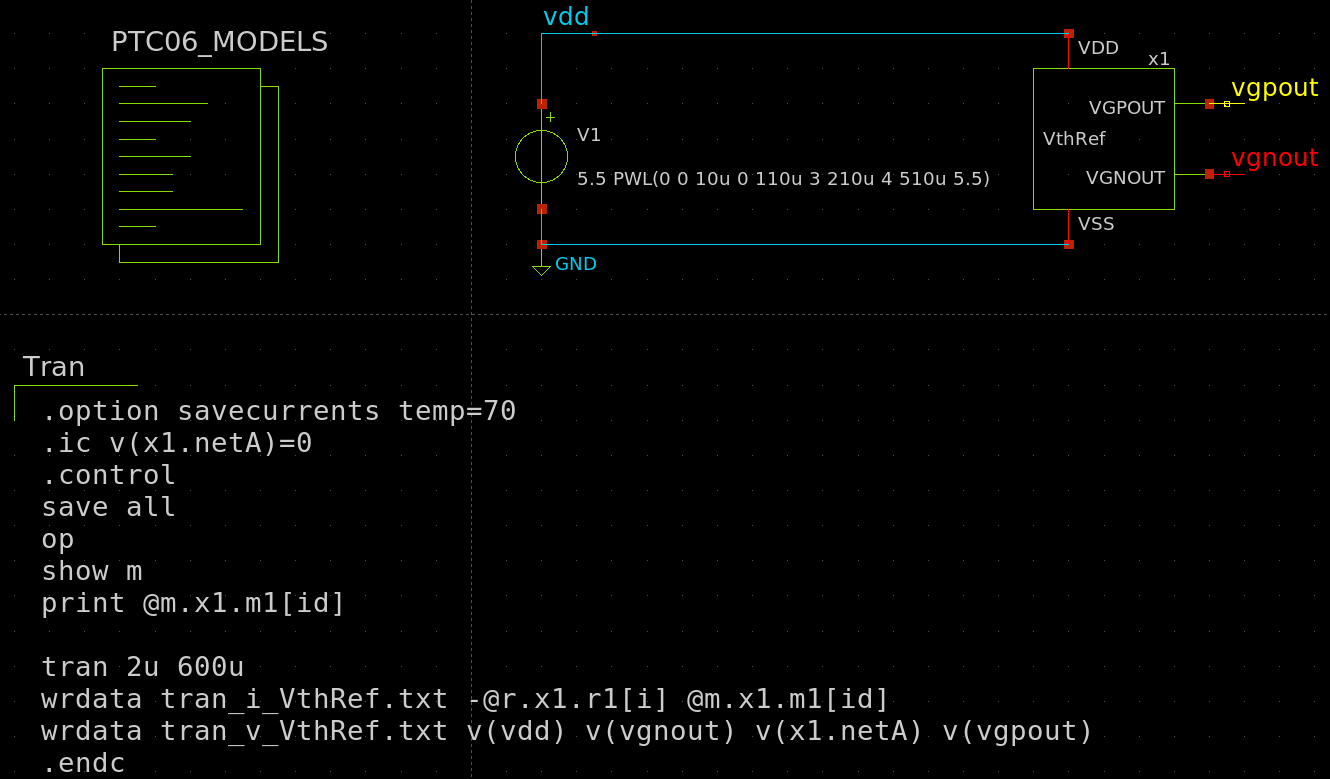 PTC06_MODELS
vdd
VDD
x1
vgpout
VGPOUT
+
V1
VthRef
vgnout
5.5 PWL(0 0 10u 0 110u 3 210u 4 510u 5.5)
VGNOUT
VSS
GND
Tran
.option savecurrents temp=70
.ic v(x1.netA)=0
.control
save all
op
show m
print @m.x1.m1[id]
tran 2u 600u
wrdata tran_i_VthRef.txt -@r.x1.r1[i] @m.x1.m1[id]
wrdata tran_v_VthRef.txt v(vdd) v(vgnout) v(x1.netA) v(vgpout)
.endc